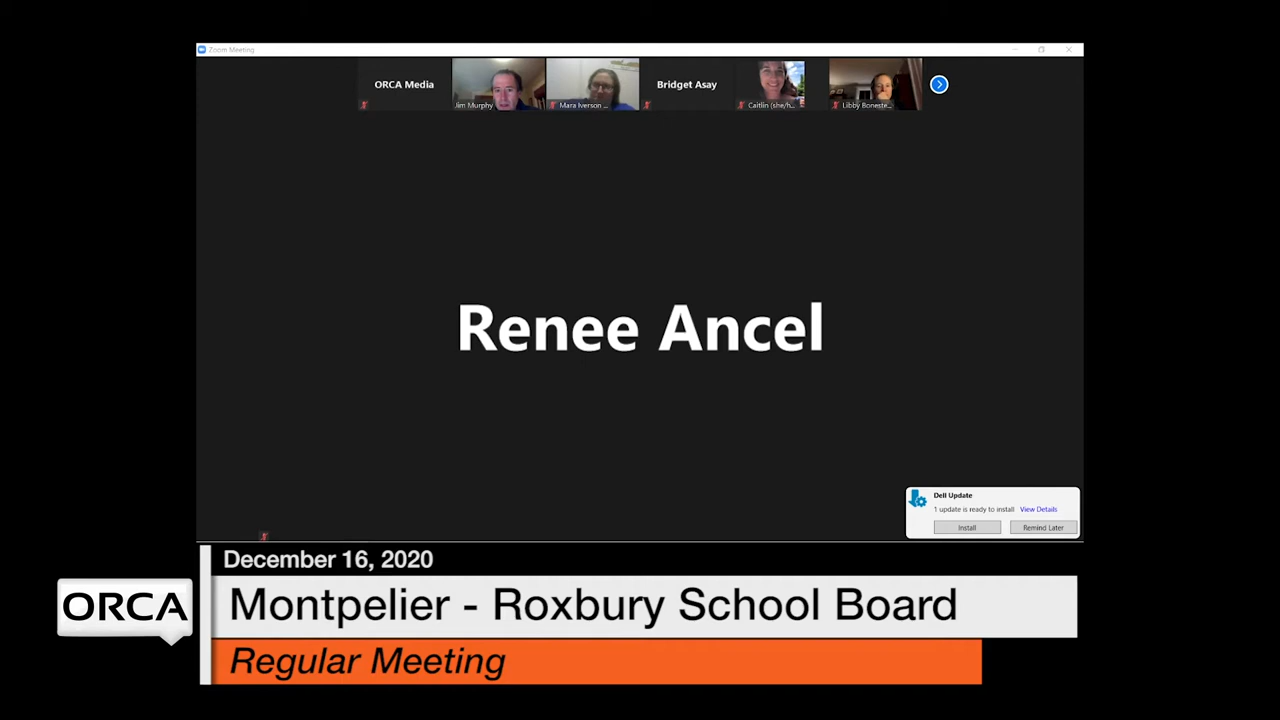 Zoom Meeting
ORCA Media
Jim Murphy
Mara Iverson ...
Bridget Asay
Caitlin (she/h...
Libby Boneste...
Renee Ancel
Dell Update
1 update is ready to install View Details
Install
Remind Later
December 16, 2020
ORCA
Montpelier - Roxbury School Board
Regular Meeting